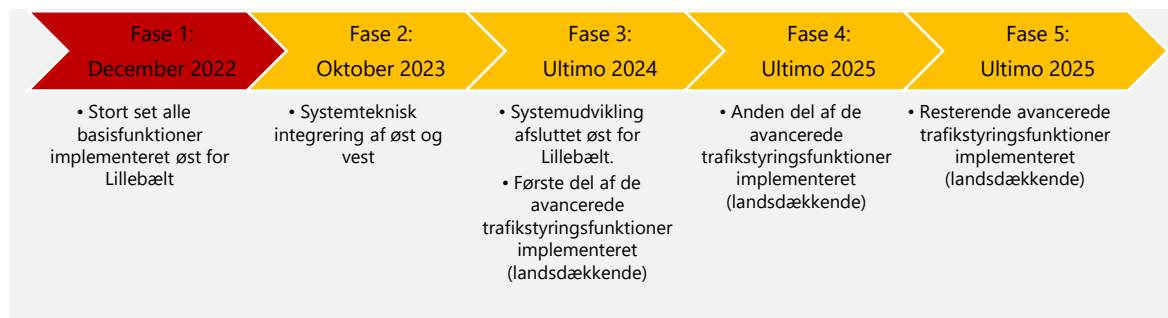 Fase 1:
December 2022
• Stort set alle
basisfunktioner
implementeret øst for
Lillebælt
Fase 2:
Oktober 2023
• Systemteknisk
integrering af øst og
vest
Fase 3:
Ultimo 2024
• Systemudvikling
afsluttet øst for
Lillebælt.
• Første del af de
avancerede
trafikstyringsfunktioner
implementeret
(landsdækkende)
Fase 4:
Ultimo 2025
• Anden del af de
avancerede
trafikstyringsfunktioner
implementeret
(landsdækkende)
Fase 5:
Ultimo 2025
• Resterende avancerede
trafikstyringsfunktioner
implementeret
(landsdækkende)